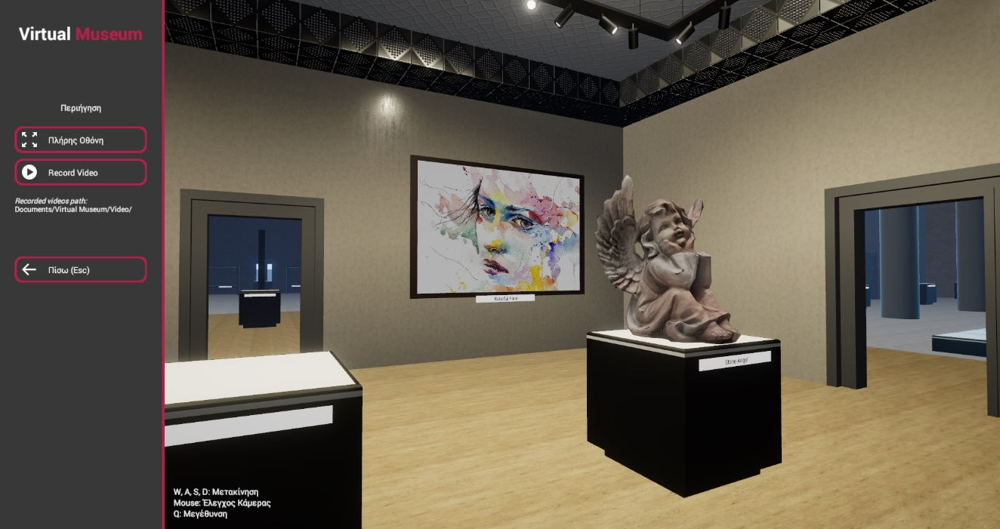 Virtual Museum
Περιήγηση
Πλήρης Οθόνη
Record Video
Recorded videos path:
Documents/Virtual Museum/Video/
Πίσω (Esc)
Colorful Face
Stone Angel
W, A, S, D: Μετακίνηση
Mouse: Έλεγχος Κάμερας
Q: Μεγέθυνση